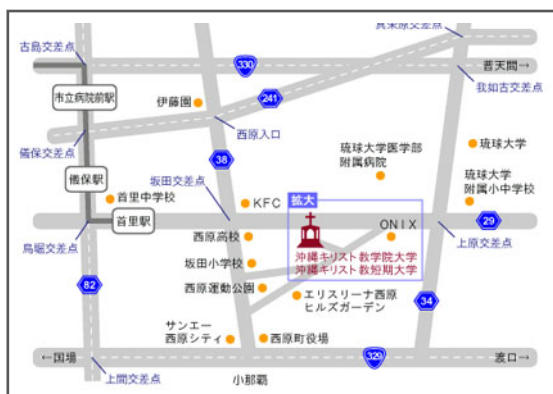 真栄原交差点
古島交差点
330
普天間→
市立病院前駅
伊藤園
241
我如古交差点
儀保交差点
西原入口
38
琉球大学医学部
附属病院
琉球大学
儀保駅
首里中学校
坂田交差点
拡大
琉球大学
附属小中学校
KFC
首里駅
29
鳥堀交差点
西原高校
ONIX
上原交差点
沖縄キリスト教学院大学
沖縄キリスト教短期大学
坂田小学校
82
西原運動公園
エリスリーナ西原
ヒルズガーデン
34
サンエー
西原シティ
西原町役場
←国場
329
渡口→
上間交差点
小那覇